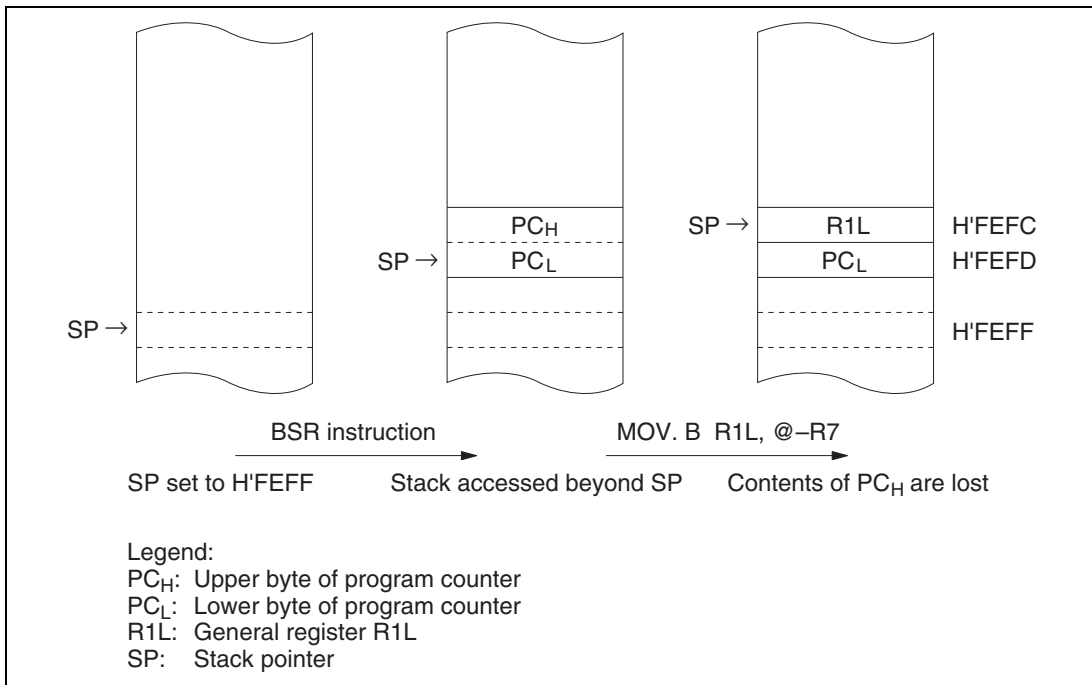 PCH
SP → R1L H'FEFC
SP → PCL PCL H'FEFD
SP → H'FEFF
BSR instruction MOV. B R1L, @–R7
SP set to H'FEFF Stack accessed beyond SP Contents of PCH are lost
Legend:
PCH: Upper byte of program counter
PCL: Lower byte of program counter
R1L: General register R1L
SP: Stack pointer